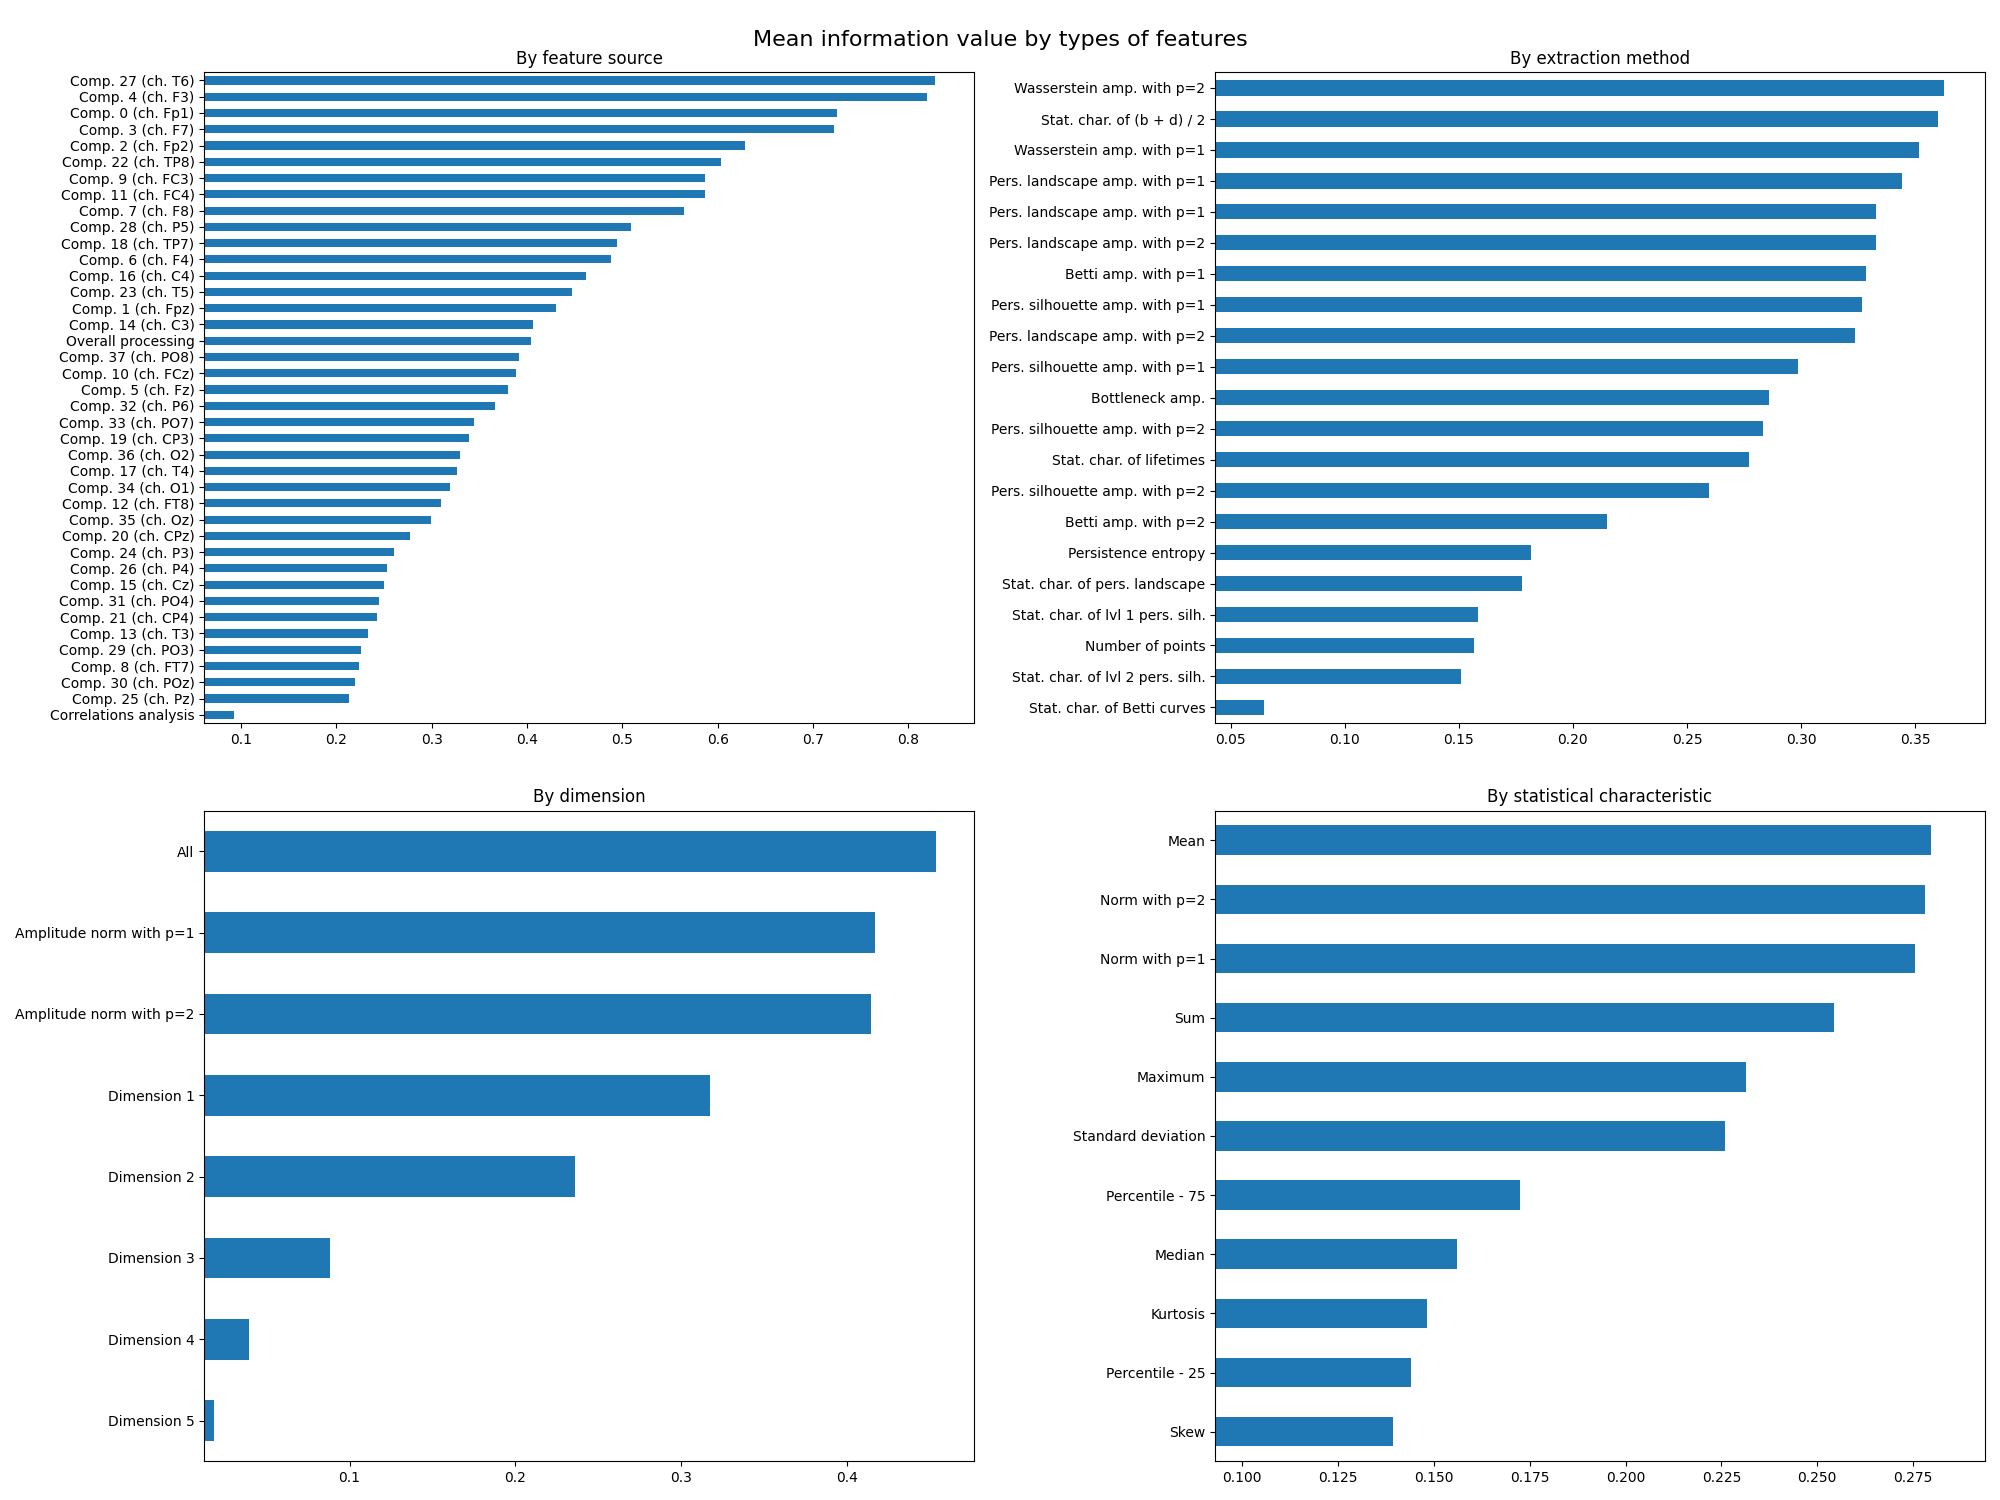 Mean information value by types of features
By feature source
Comp. 27 (ch. T6)
Comp. 4 (ch. F3)
Comp. 0 (ch. Fp1)
Comp. 3 (ch. F7)
Comp. 2 (ch. Fp2)
Comp. 22 (ch. TP8)
Comp. 9 (ch. FC3)
Comp. 11 (ch. FC4)
Comp. 7 (ch. F8)
Comp. 28 (ch. P5)
Comp. 18 (ch. TP7)
Comp. 6 (ch. F4)
Comp. 16 (ch. C4)
Comp. 23 (ch. T5)
Comp. 1 (ch. Fpz)
Comp. 14 (ch. C3)
Overall processing
Comp. 37 (ch. PO8)
Comp. 10 (ch. FCz)
Comp. 5 (ch. Fz)
Comp. 32 (ch. P6)
Comp. 33 (ch. PO7)
Comp. 19 (ch. CP3)
Comp. 36 (ch. O2)
Comp. 17 (ch. T4)
Comp. 34 (ch. O1)
Comp. 12 (ch. FT8)
Comp. 35 (ch. Oz)
Comp. 20 (ch. CPz)
Comp. 24 (ch. P3)
Comp. 26 (ch. P4)
Comp. 15 (ch. Cz)
Comp. 31 (ch. PO4)
Comp. 21 (ch. CP4)
Comp. 13 (ch. T3)
Comp. 29 (ch. PO3)
Comp. 8 (ch. FT7)
Comp. 30 (ch. POz)
Comp. 25 (ch. Pz)
Correlations analysis
0.1 0.2 0.3 0.4 0.5 0.6 0.7 0.8
By extraction method
Wasserstein amp. with p=2
Stat. char. of (b + d) / 2
Wasserstein amp. with p=1
Pers. landscape amp. with p=1
Pers. landscape amp. with p=1
Pers. landscape amp. with p=2
Betti amp. with p=1
Pers. silhouette amp. with p=1
Pers. landscape amp. with p=2
Pers. silhouette amp. with p=1
Bottleneck amp.
Pers. silhouette amp. with p=2
Stat. char. of lifetimes
Pers. silhouette amp. with p=2
Betti amp. with p=2
Persistence entropy
Stat. char. of pers. landscape
Stat. char. of lvl 1 pers. silh.
Number of points
Stat. char. of lvl 2 pers. silh.
Stat. char. of Betti curves
0.05 0.10 0.15 0.20 0.25 0.30 0.35
By dimension
All
Amplitude norm with p=1
Amplitude norm with p=2
Dimension 1
Dimension 2
Dimension 3
Dimension 4
Dimension 5
0.1 0.2 0.3 0.4
By statistical characteristic
Mean
Norm with p=2
Norm with p=1
Sum
Maximum
Standard deviation
Percentile - 75
Median
Kurtosis
Percentile - 25
Skew
0.100 0.125 0.150 0.175 0.200 0.225 0.250 0.275